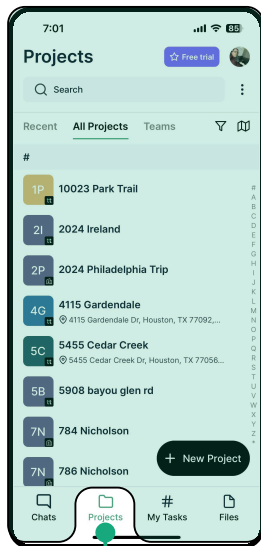 7:01
85
Projects
Free trial
Search
Recent
All Projects
Teams
#
1P
10023 Park Trail
2I
2024 Ireland
2P
2024 Philadelphia Trip
4G
4115 Gardendale
4115 Gardendale Dr, Houston, TX 77092,...
5C
5455 Cedar Creek
5455 Cedar Creek Dr, Houston, TX 77056...
5B
5908 bayou glen rd
7N
784 Nicholson
7N
786 Nicholson
#
A
B
C
D
E
F
G
H
I
J
K
L
M
N
O
P
Q
R
S
T
U
V
W
X
Y
Z
*
+ New Project
Chats
Projects
# My Tasks
Files